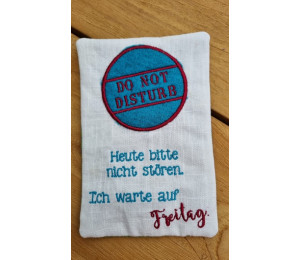 DO NOT
DISTURB
Heute bitte
nicht stören.
Ich warte auf
Freitag.